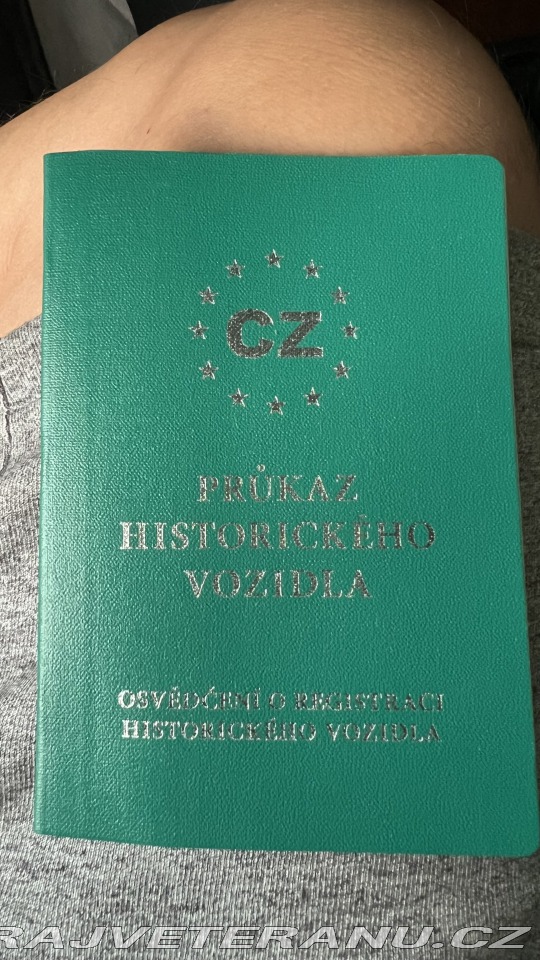 CZ
PRŮKAZ
HISTORICKÉHO
VOZIDLA
OSVĚDČENÍ O REGISTRACI
HISTORICKÉHO VOZIDLA
RAJVETERANU.CZ